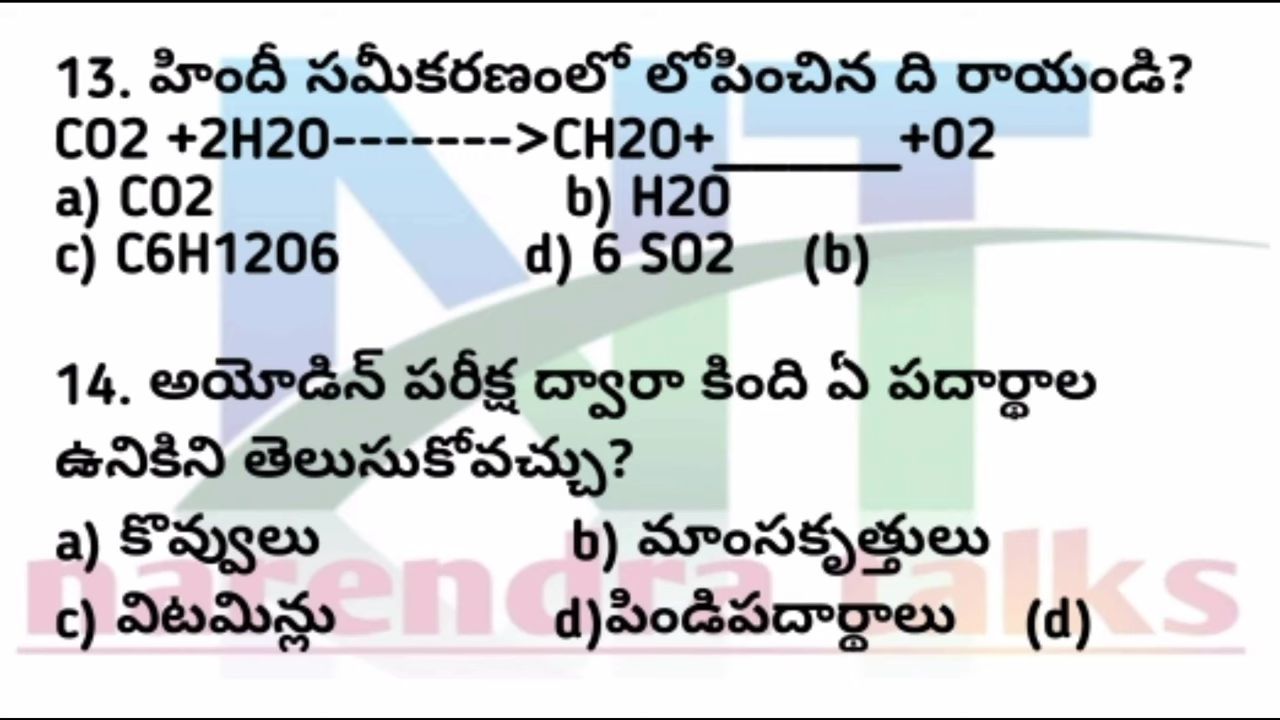 13. హిందీ సమీకరణంలో లోపించిన ది రాయండి?
CO2 +2H2O------->CH2O+_______+O2
a) CO2 b) H2O
c) C6H12O6 d) 6 SO2 (b)
14. అయోడిన్ పరీక్ష ద్వారా కింది ఏ పదార్థాల
ఉనికిని తెలుసుకోవచ్చు?
a) కొవ్వులు b) మాంసకృత్తులు
c) విటమిన్లు d)పిండిపదార్థాలు (d)
narendra talks